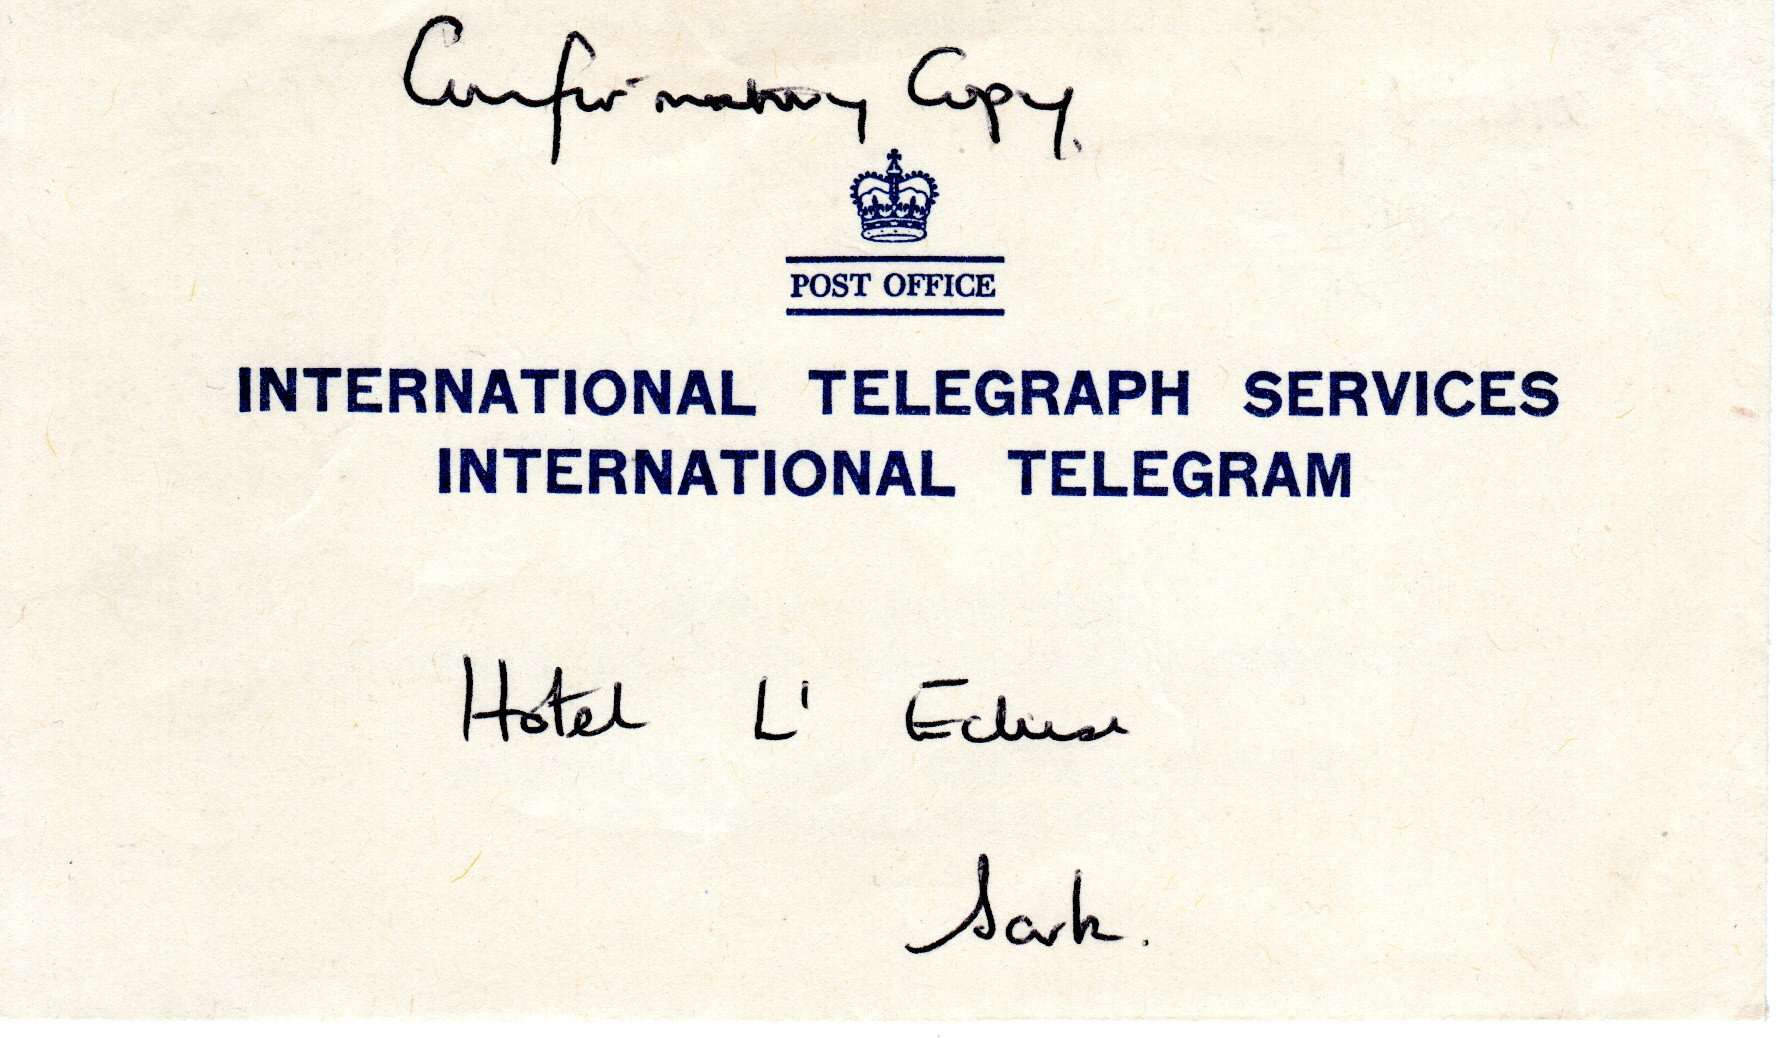 Confirmatory Copy.
POST OFFICE
INTERNATIONAL TELEGRAPH SERVICES
INTERNATIONAL TELEGRAM
Hotel L' Ecluse
Sark.